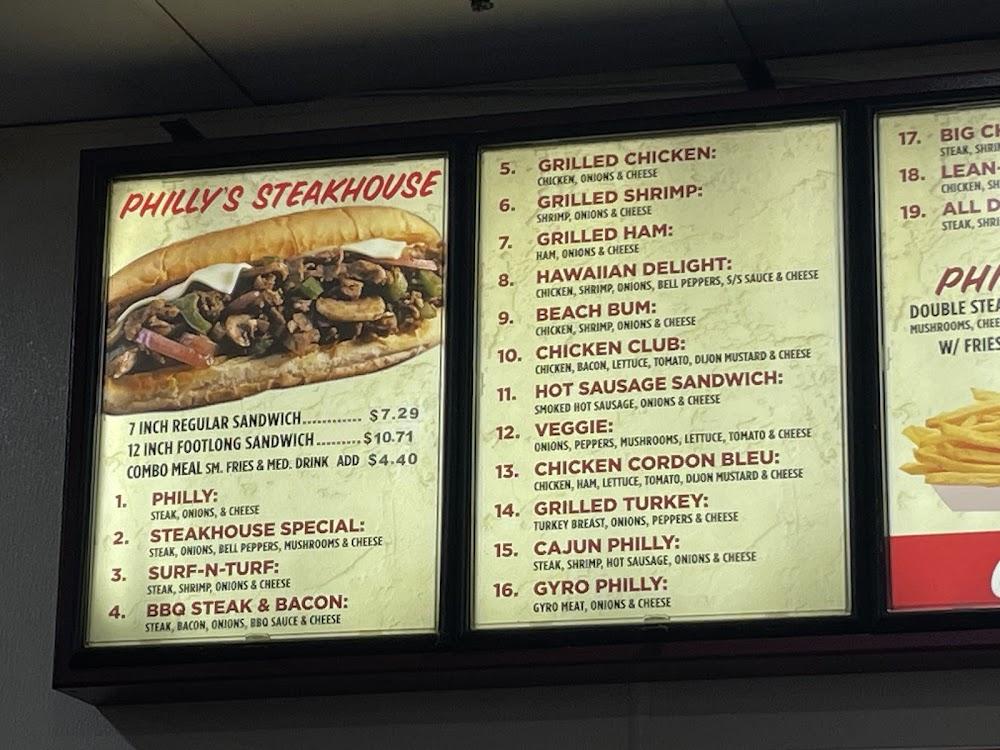 PHILLY'S STEAKHOUSE
7 INCH REGULAR SANDWICH............ $7.29
12 INCH FOOTLONG SANDWICH.........$10.71
COMBO MEAL SM. FRIES & MED. DRINK ADD $4.40
1. PHILLY:
STEAK, ONIONS, & CHEESE
2. STEAKHOUSE SPECIAL:
STEAK, ONIONS, BELL PEPPERS, MUSHROOMS & CHEESE
3. SURF-N-TURF:
STEAK, SHRIMP, ONIONS & CHEESE
4. BBQ STEAK & BACON:
STEAK, BACON, ONIONS, BBQ SAUCE & CHEESE
5. GRILLED CHICKEN:
CHICKEN, ONIONS & CHEESE
6. GRILLED SHRIMP:
SHRIMP, ONIONS & CHEESE
7. GRILLED HAM:
HAM, ONIONS & CHEESE
8. HAWAIIAN DELIGHT:
CHICKEN, SHRIMP, ONIONS, BELL PEPPERS, S/S SAUCE & CHEESE
9. BEACH BUM:
CHICKEN, SHRIMP, ONIONS & CHEESE
10. CHICKEN CLUB:
CHICKEN, BACON, LETTUCE, TOMATO, DIJON MUSTARD & CHEESE
11. HOT SAUSAGE SANDWICH:
SMOKED HOT SAUSAGE, ONIONS & CHEESE
12. VEGGIE:
ONIONS, PEPPERS, MUSHROOMS, LETTUCE, TOMATO & CHEESE
13. CHICKEN CORDON BLEU:
CHICKEN, HAM, LETTUCE, TOMATO, DIJON MUSTARD & CHEESE
14. GRILLED TURKEY:
TURKEY BREAST, ONIONS, PEPPERS & CHEESE
15. CAJUN PHILLY:
STEAK, SHRIMP, HOT SAUSAGE, ONIONS & CHEESE
16. GYRO PHILLY:
GYRO MEAT, ONIONS & CHEESE
17. BIG
STEAK,
18. LEAN-
CHICKEN,
19. ALL
STEAK,
DOUBLE
MUSHROOMS,
W/ FRIES